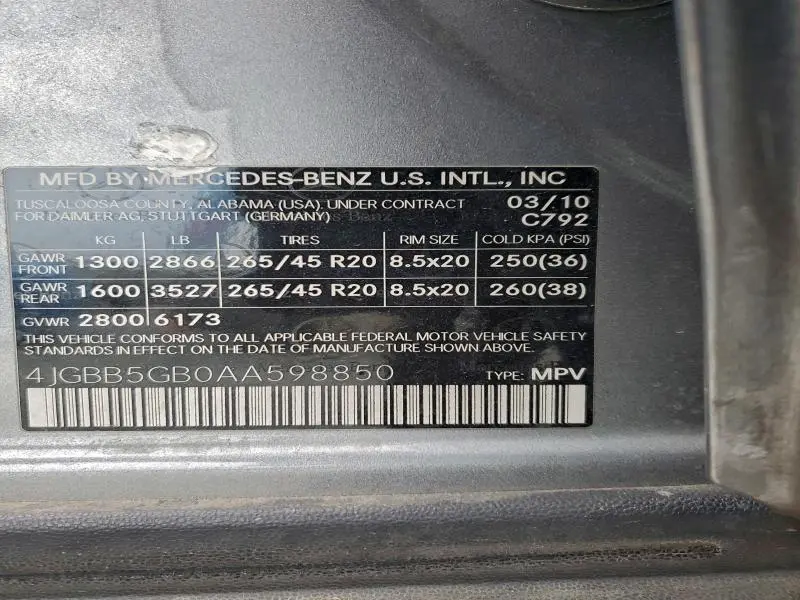 MFD BY MERCEDES-BENZ U.S. INTL., INC
TUSCALOOSA COUNTY, ALABAMA (USA), UNDER CONTRACT 03/10
FOR DAIMLER AG, STUTTGART (GERMANY) C792
KG LB TIRES RIM SIZE COLD KPA (PSI)
GAWR FRONT 1300 2866 265/45 R20 8.5x20 250(36)
GAWR REAR 1600 3527 265/45 R20 8.5x20 260(38)
GVWR 2800 6173
THIS VEHICLE CONFORMS TO ALL APPLICABLE FEDERAL MOTOR VEHICLE SAFETY
STANDARDS IN EFFECT ON THE DATE OF MANUFACTURE SHOWN ABOVE.
4JGBB5GB0AA598850 TYPE: MPV